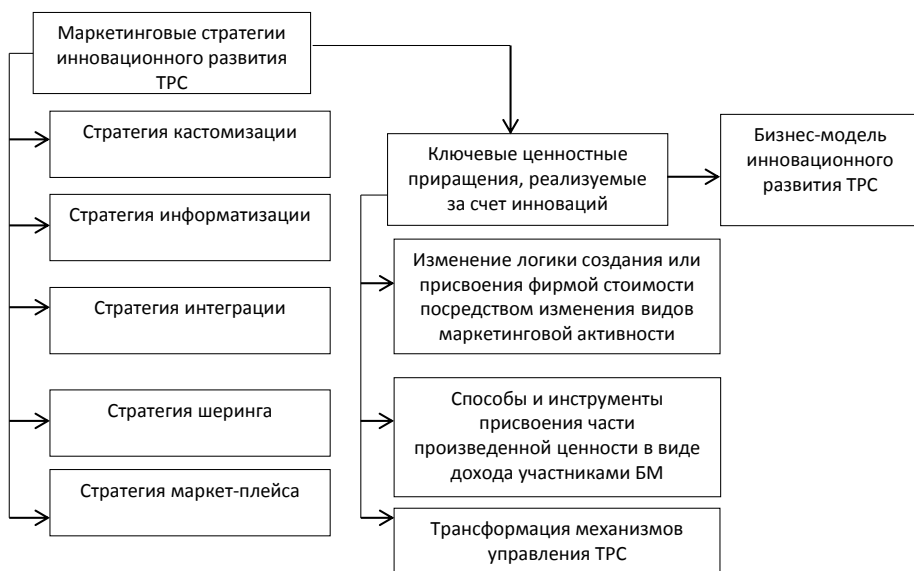 Маркетинговые стратегии
инновационного развития
ТРС
Стратегия кастомизации
Стратегия информатизации
Стратегия интеграции
Стратегия шеринга
Стратегия маркет-плейса
Ключевые ценностные
приращения, реализуемые
за счет инноваций
Изменение логики создания или
присвоения фирмой стоимости
посредством изменения видов
маркетинговой активности
Способы и инструменты
присвоения части
произведенной ценности в виде
дохода участниками БМ
Трансформация механизмов
управления ТРС
Бизнес-модель
инновационного
развития ТРС